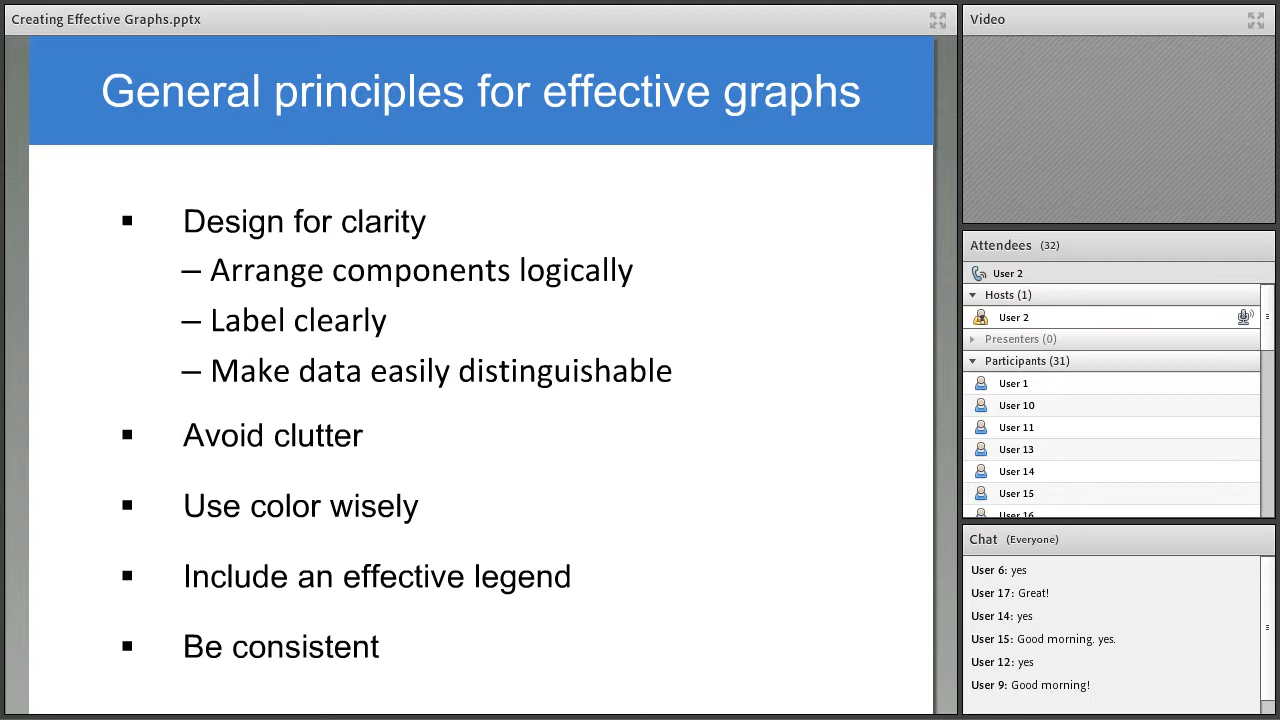 Creating Effective Graphs.pptx
General principles for effective graphs
▪ Design for clarity
– Arrange components logically
– Label clearly
– Make data easily distinguishable
▪ Avoid clutter
▪ Use color wisely
▪ Include an effective legend
▪ Be consistent
Video
Attendees (32)
User 2
Hosts (1)
User 2
Presenters (0)
Participants (31)
User 1
User 10
User 11
User 13
User 14
User 15
User 16
Chat (Everyone)
User 6: yes
User 17: Great!
User 14: yes
User 15: Good morning. yes.
User 12: yes
User 9: Good morning!